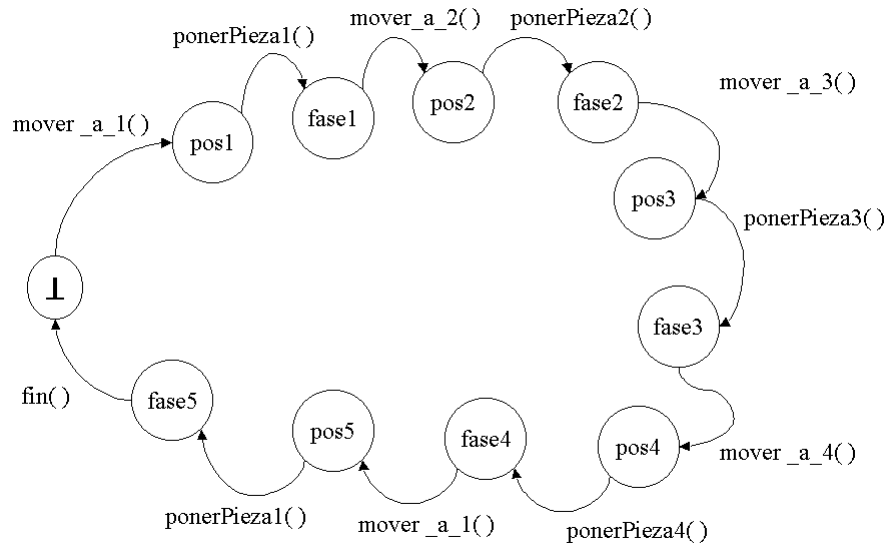 ponerPieza1( )
mover_a_2( )
ponerPieza2( )
mover _a_3( )
mover _a_1( )
pos1
fase1
pos2
fase2
pos3
ponerPieza3( )
⊥
fase3
fin( )
fase5
pos5
fase4
pos4
mover _a_4( )
ponerPieza1( )
mover _a_1( )
ponerPieza4( )